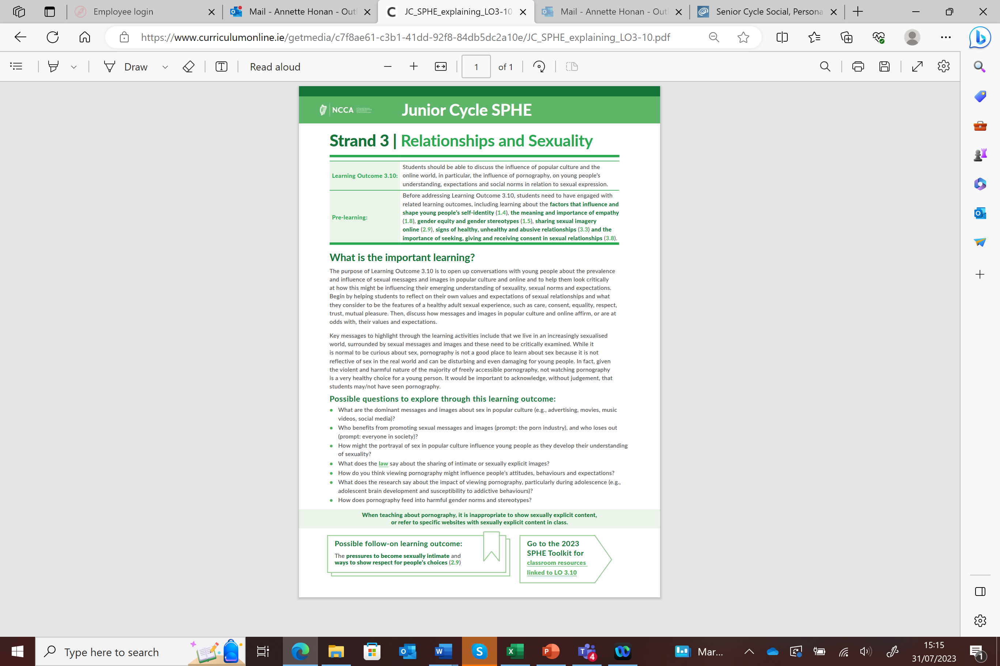 Employee login
Mail - Annette Honan - Outl
JC_SPHE_explaining_LO3-10
Mail - Annette Honan - Outl
Senior Cycle Social, Persona
https://www.curriculumonline.ie/getmedia/c7f8ae61-c3b1-41dd-92f8-84db5dc2a10e/JC_SPHE_explaining_LO3-10.pdf
Draw
Read aloud
1
of 1
NCCA
Junior Cycle SPHE
Strand 3 | Relationships and Sexuality
Learning Outcome 3.10:
Students should be able to discuss the influence of popular culture and the
online world, in particular, the influence of pornography, on young people's
understanding, expectations and social norms in relation to sexual expression.
Pre-learning:
Before addressing Learning Outcome 3.10, students need to have engaged with
related learning outcomes, including learning about the factors that influence and
shape young people's self-identity (1.4), the meaning and importance of empathy
(1.8), gender equity and gender stereotypes (1.5), sharing sexual imagery
online (2.9), signs of healthy, unhealthy and abusive relationships (3.3) and the
importance of seeking, giving and receiving consent in sexual relationships (3.8).
What is the important learning?
The purpose of Learning Outcome 3.10 is to open up conversations with young people about the prevalence
and influence of sexual messages and images in popular culture and online and to help them look critically
at how this might be influencing their emerging understanding of sexuality, sexual norms and expectations.
Begin by helping students to reflect on their own values and expectations of sexual relationships and what
they consider to be the features of a healthy adult sexual experience, such as care, consent, equality, respect,
trust, mutual pleasure. Then, discuss how messages and images in popular culture and online affirm, or are at
odds with, their values and expectations.
Key messages to highlight through the learning activities include that we live in an increasingly sexualised
world, surrounded by sexual messages and images and these need to be critically examined. While it
is normal to be curious about sex, pornography is not a good place to learn about sex because it is not
reflective of sex in the real world and can be disturbing and even damaging for young people. In fact, given
the violent and harmful nature of the majority of freely accessible pornography, not watching pornography
is a very healthy choice for a young person. It would be important to acknowledge, without judgement, that
students may/not have seen pornography.
Possible questions to explore through this learning outcome:
• What are the dominant messages and images about sex in popular culture (e.g., advertising, movies, music
videos, social media)?
• Who benefits from promoting sexual messages and images (prompt: the porn industry), and who loses out
(prompt: everyone in society)?
• How might the portrayal of sex in popular culture influence young people as they develop their understanding
of sexuality?
• What does the law say about the sharing of intimate or sexually explicit images?
• How do you think viewing pornography might influence people's attitudes, behaviours and expectations?
• What does the research say about the impact of viewing pornography, particularly during adolescence (e.g.,
adolescent brain development and susceptibility to addictive behaviours)?
• How does pornography feed into harmful gender norms and stereotypes?
When teaching about pornography, it is inappropriate to show sexually explicit content,
or refer to specific websites with sexually explicit content in class.
Possible follow-on learning outcome:
The pressures to become sexually intimate and
ways to show respect for people's choices (2.9)
Go to the 2023
SPHE Toolkit for
classroom resources
linked to LO 3.10
Type here to search
Mar...
4
15:15
31/07/2023
1